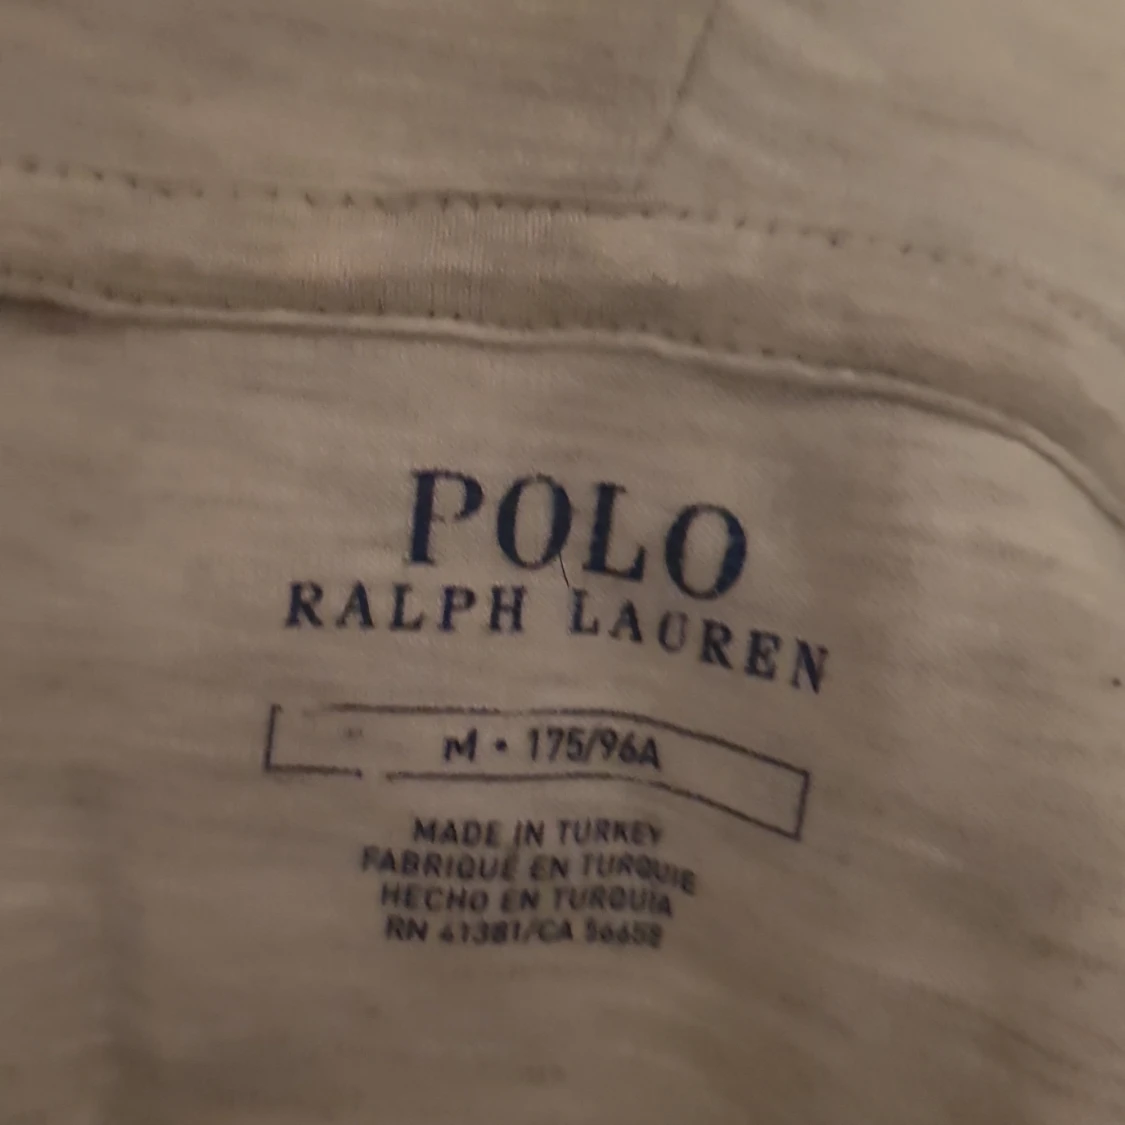 POLO
RALPH LAUREN
M • 175/96A
MADE IN TURKEY
FABRIQUÉ EN TURQUIE
HECHO EN TURQUIA
RN 41381/CA 56658